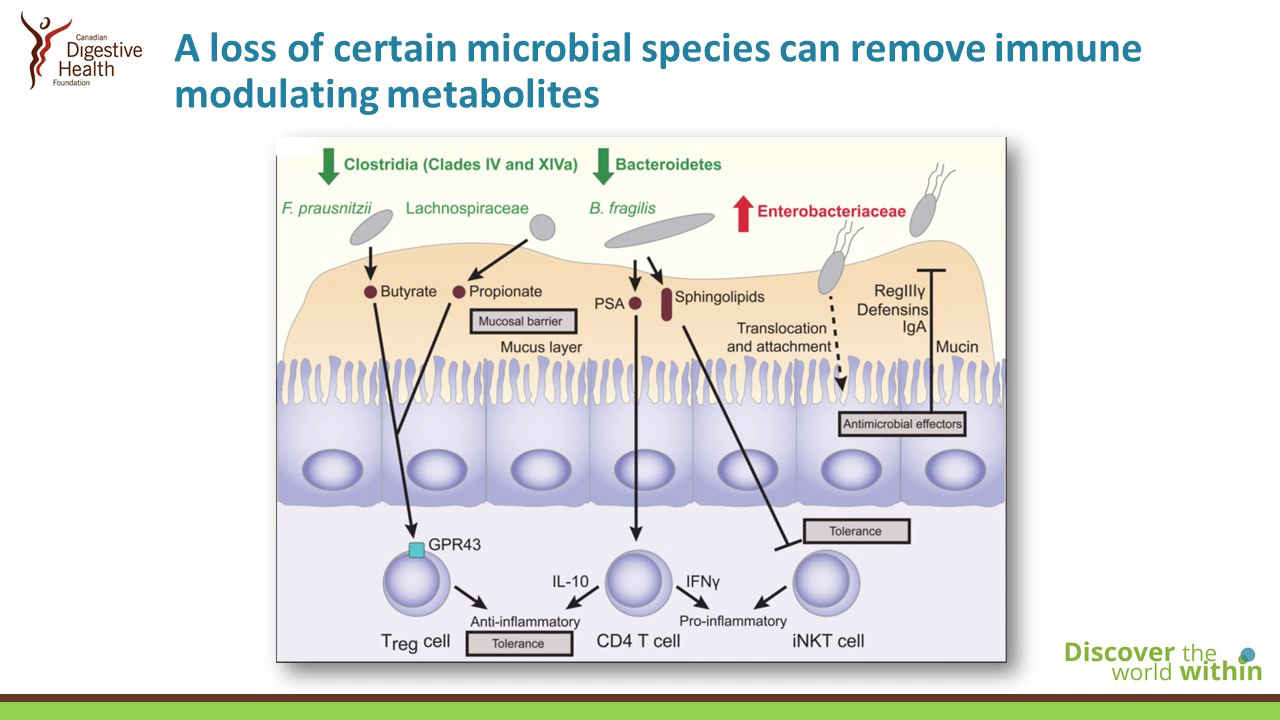 Canadian
Digestive
Health
Foundation
A loss of certain microbial species can remove immune
modulating metabolites
Clostridia (Clades IV and XIVa)
Bacteroidetes
F. prausnitzii
Lachnospiraceae
B. fragilis
Enterobacteriaceae
Butyrate
Propionate
PSA
Sphingolipids
RegIIIγ
Defensins
IgA
Mucosal barrier
Translocation
and attachment
Mucus layer
Mucin
Antimicrobial effectors
Tolerance
GPR43
IL-10
IFNγ
Anti-inflammatory
Pro-inflammatory
Treg cell
Tolerance
CD4 T cell
iNKT cell
Discover the
world within